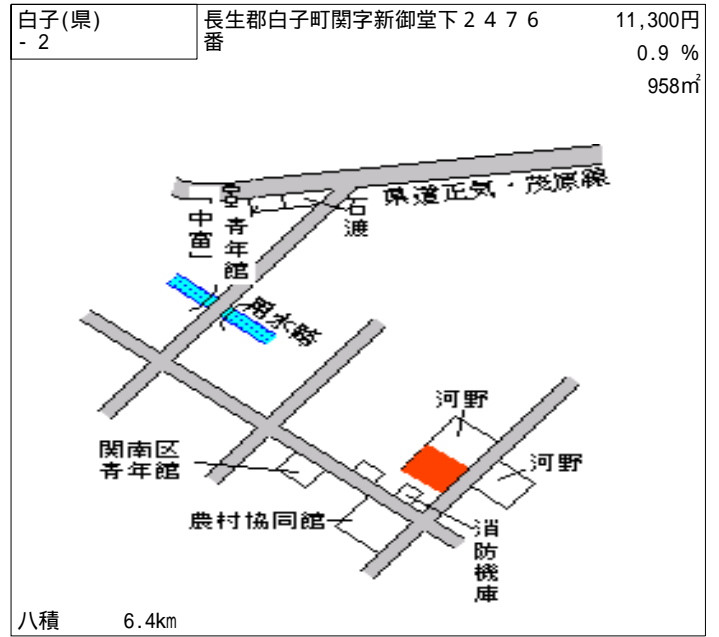 白子(県)
- 2
長生郡白子町関字新御堂下２４７６
番
11,300円
0.9 %
958㎡
県道正気・茂原線
宮
「中富」
青年館
石渡
用水路
河野
河野
関南区
青年館
農村協同館
消防機庫
八積 6.4km